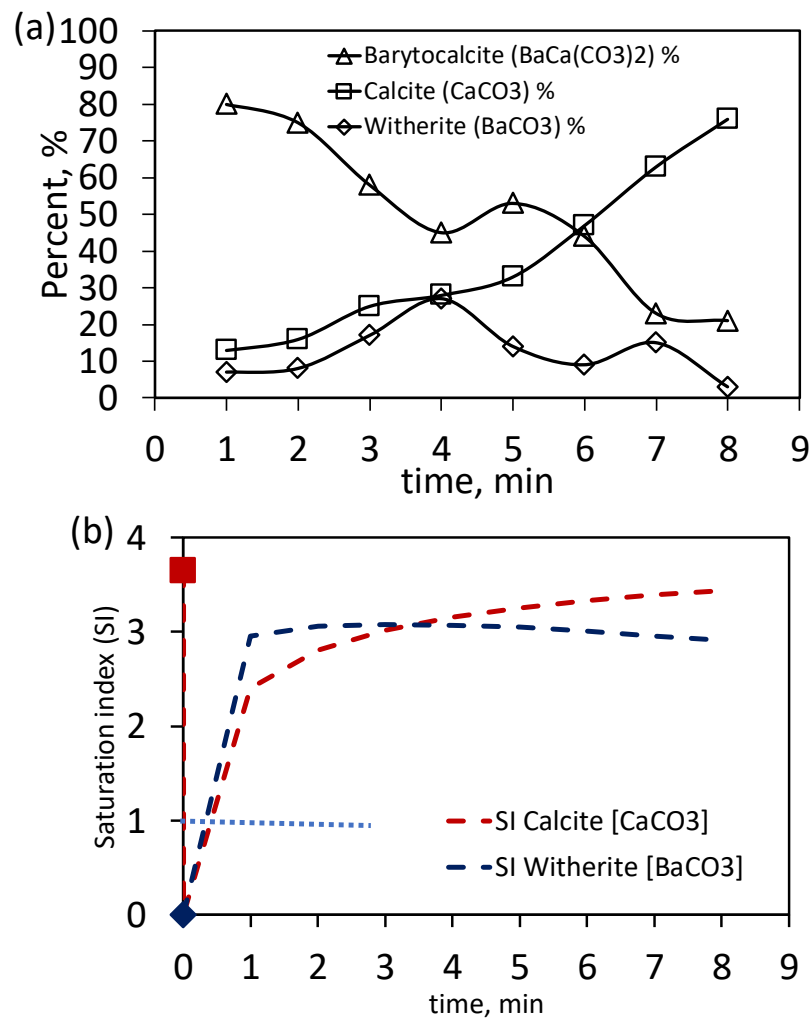 (a)
100
90
80
70
60
50
40
30
20
10
0
Percent, %
Barytocalcite (BaCa(CO3)2) %
Calcite (CaCO3) %
Witherite (BaCO3) %
0 1 2 3 4 5 6 7 8 9
time, min
(b)
4
3
2
1
0
Saturation index (SI)
SI Calcite [CaCO3]
SI Witherite [BaCO3]
0 1 2 3 4 5 6 7 8 9
time, min